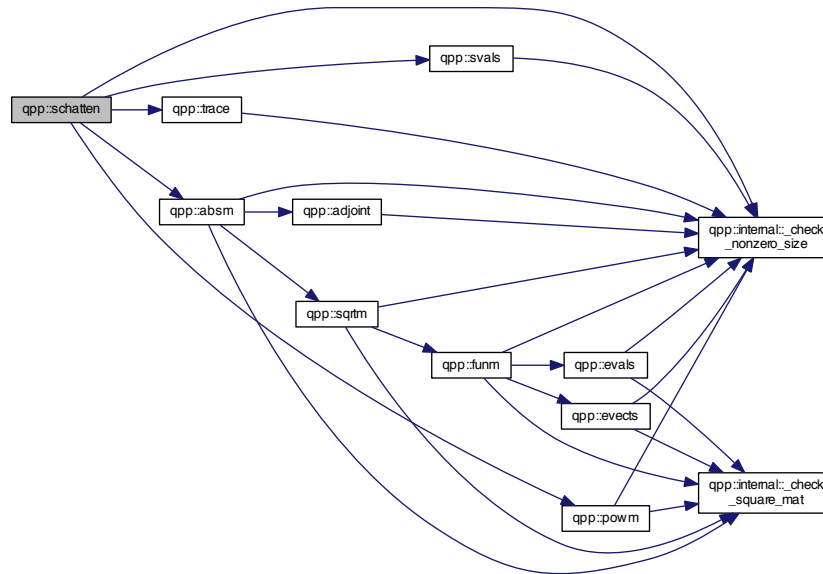 qpp::svals
qpp::schatten
qpp::trace
qpp::absm
qpp::adjoint
qpp::internal::_check
_nonzero_size
qpp::sqrtm
qpp::funm
qpp::evals
qpp::evects
qpp::internal::_check
_square_mat
qpp::powm